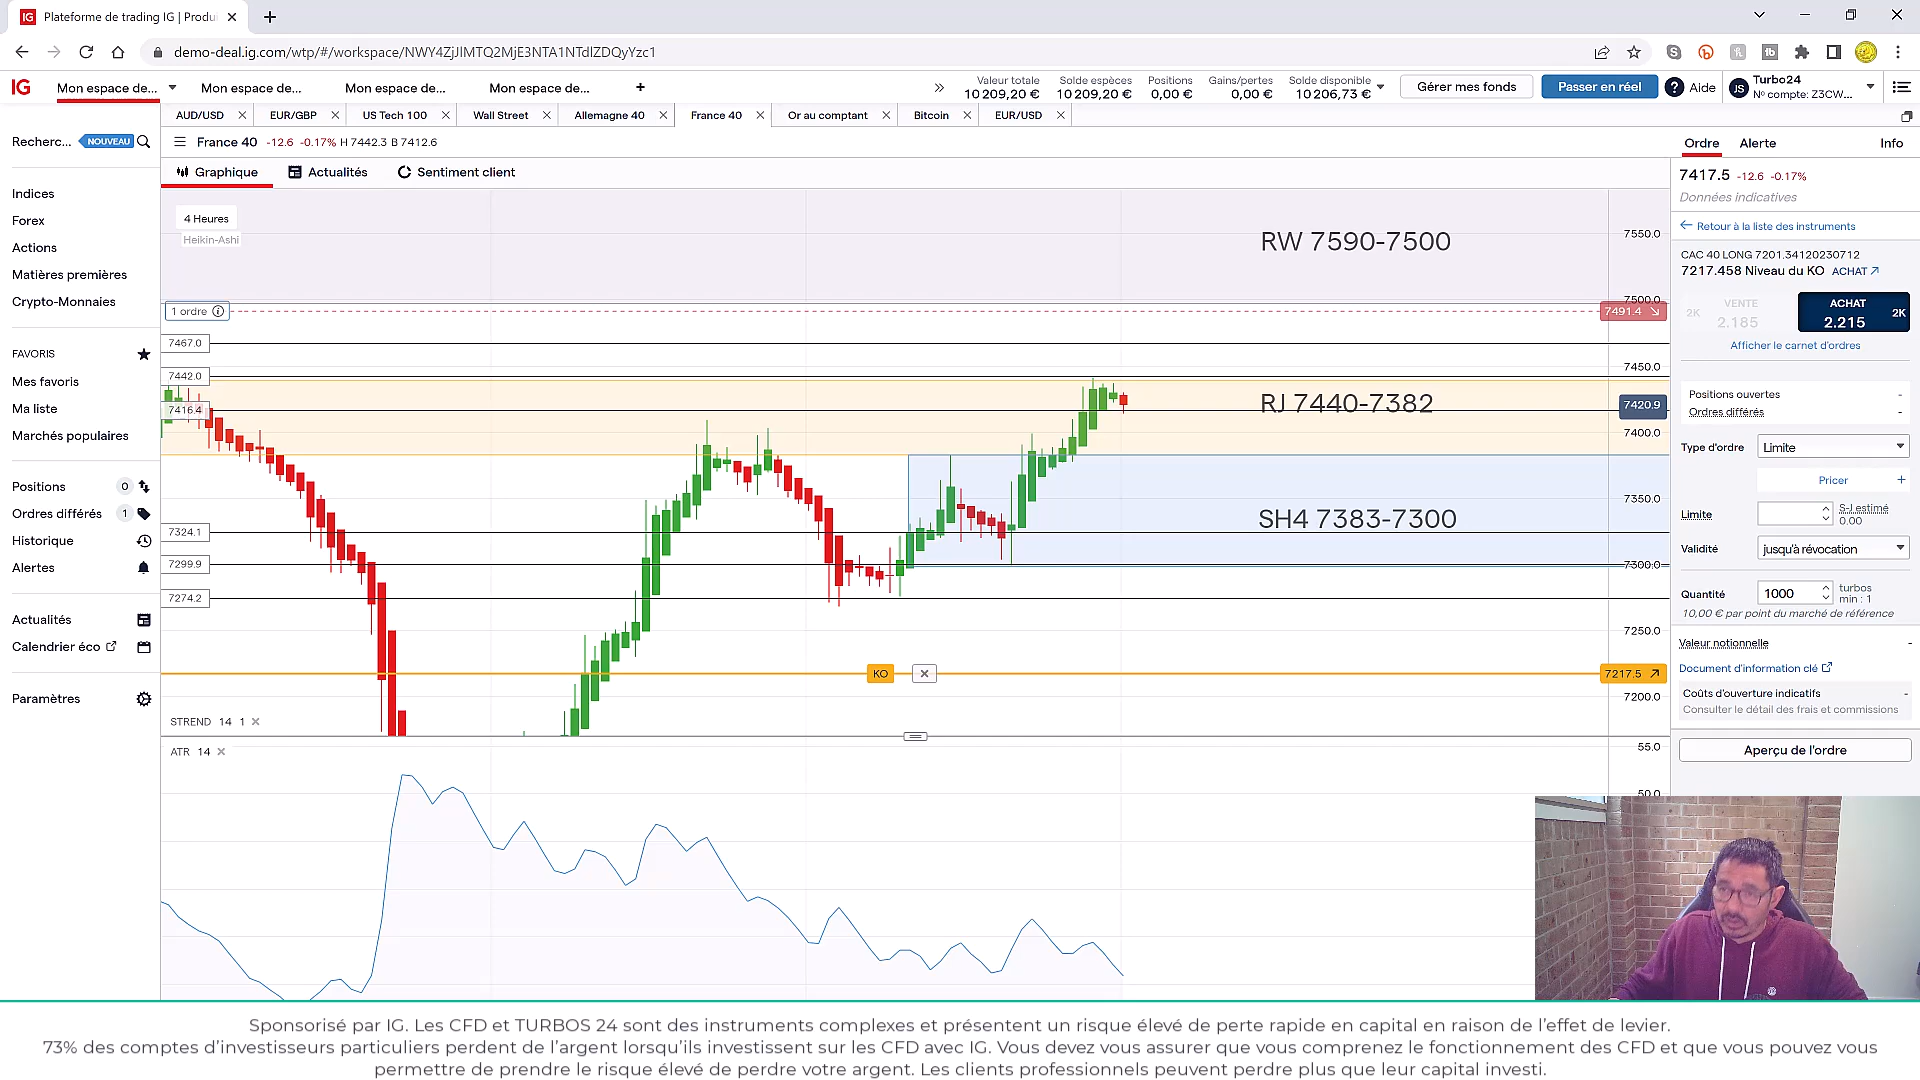 IG Plateforme de trading IG | Produi
demo-deal.ig.com/wtp/#/workspace/NWY4ZjJlMTQ2MjE3NTA1NTdlZDQyYzc1
IG Mon espace de... Mon espace de... Mon espace de... Mon espace de...
Valeur totale 10 209,20 €
Solde espèces 10 209,20 €
Positions 0,00 €
Gains/pertes 0,00 €
Solde disponible 10 206,73 €
Gérer mes fonds
Passer en réel
Aide
JS Turbo24
Nº compte: Z3CW...
AUD/USD EUR/GBP US Tech 100 Wall Street Allemagne 40 France 40 Or au comptant Bitcoin EUR/USD
Recherc... NOUVEAU
Indices
Forex
Actions
Matières premières
Crypto-Monnaies
FAVORIS
Mes favoris
Ma liste
Marchés populaires
Positions 0
Ordres différés 1
Historique
Alertes
Actualités
Calendrier éco
Paramètres
France 40 -12.6 -0.17% H 7442.3 B 7412.6
Graphique Actualités Sentiment client
4 Heures
Heikin-Ashi
RW 7590-7500
1 ordre
7467.0
7442.0
7416.4
RJ 7440-7382
SH4 7383-7300
7324.1
7299.9
7274.2
KO
STREND 14 1
ATR 14
7550.0
7500.0
7491.4
7450.0
7420.9
7400.0
7350.0
7300.0
7250.0
7217.5
7200.0
55.0
50.0
Ordre Alerte Info
7417.5 -12.6 -0.17%
Données indicatives
Retour à la liste des instruments
CAC 40 LONG 7201.34120230712
7217.458 Niveau du KO ACHAT
2K VENTE 2.185
ACHAT 2.215 2K
Afficher le carnet d'ordres
Positions ouvertes -
Ordres différés -
Type d'ordre Limite
Pricer +
Limite S-J estimé 0.00
Validité jusqu'à révocation
Quantité 1000 turbos min : 1
10,00 € par point du marché de référence
Valeur notionnelle -
Document d'information clé
Coûts d'ouverture indicatifs -
Consulter le détail des frais et commissions
Aperçu de l'ordre
Sponsorisé par IG. Les CFD et TURBOS 24 sont des instruments complexes et présentent un risque élevé de perte rapide en capital en raison de l'effet de levier.
73% des comptes d'investisseurs particuliers perdent de l'argent lorsqu'ils investissent sur les CFD avec IG. Vous devez vous assurer que vous comprenez le fonctionnement des CFD et que vous pouvez vous
permettre de prendre le risque élevé de perdre votre argent. Les clients professionnels peuvent perdre plus que leur capital investi.